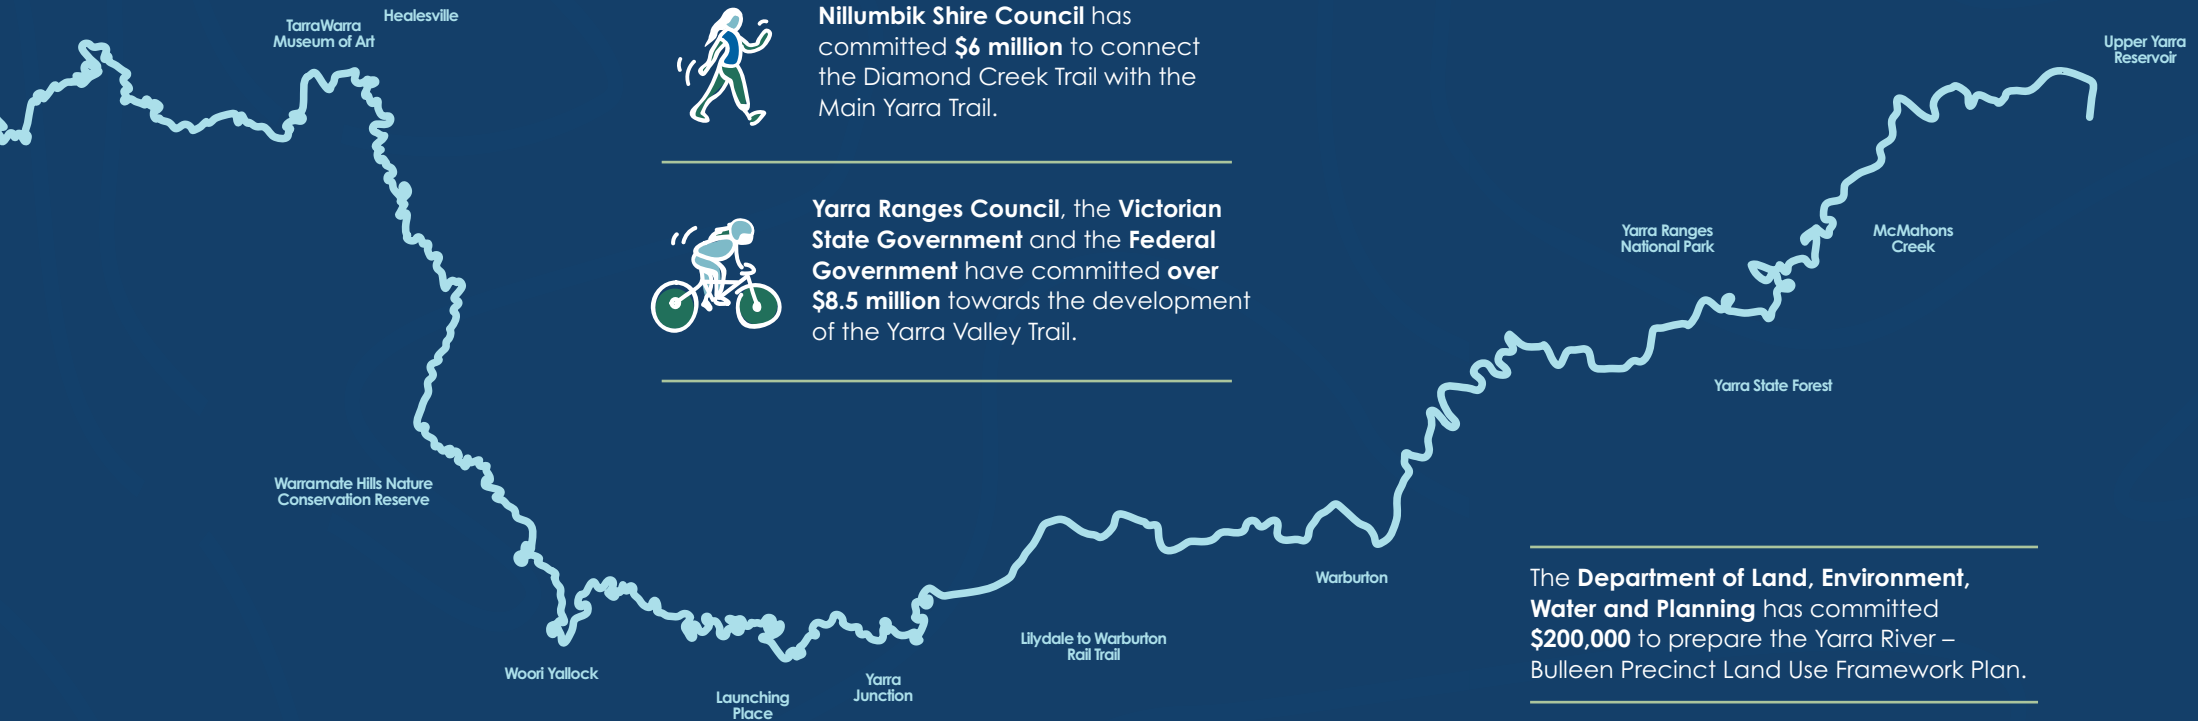 Healesville
TarraWarra
Museum of Art
Nillumbik Shire Council has
committed $6 million to connect
the Diamond Creek Trail with the
Main Yarra Trail.
Upper Yarra
Reservoir
Yarra Ranges Council, the Victorian
State Government and the Federal
Government have committed over
$8.5 million towards the development
of the Yarra Valley Trail.
Yarra Ranges
National Park
McMahons
Creek
Yarra State Forest
Warramate Hills Nature
Conservation Reserve
Warburton
The Department of Land, Environment,
Water and Planning has committed
$200,000 to prepare the Yarra River –
Bulleen Precinct Land Use Framework Plan.
Lilydale to Warburton
Rail Trail
Woori Yallock
Yarra
Junction
Launching
Place